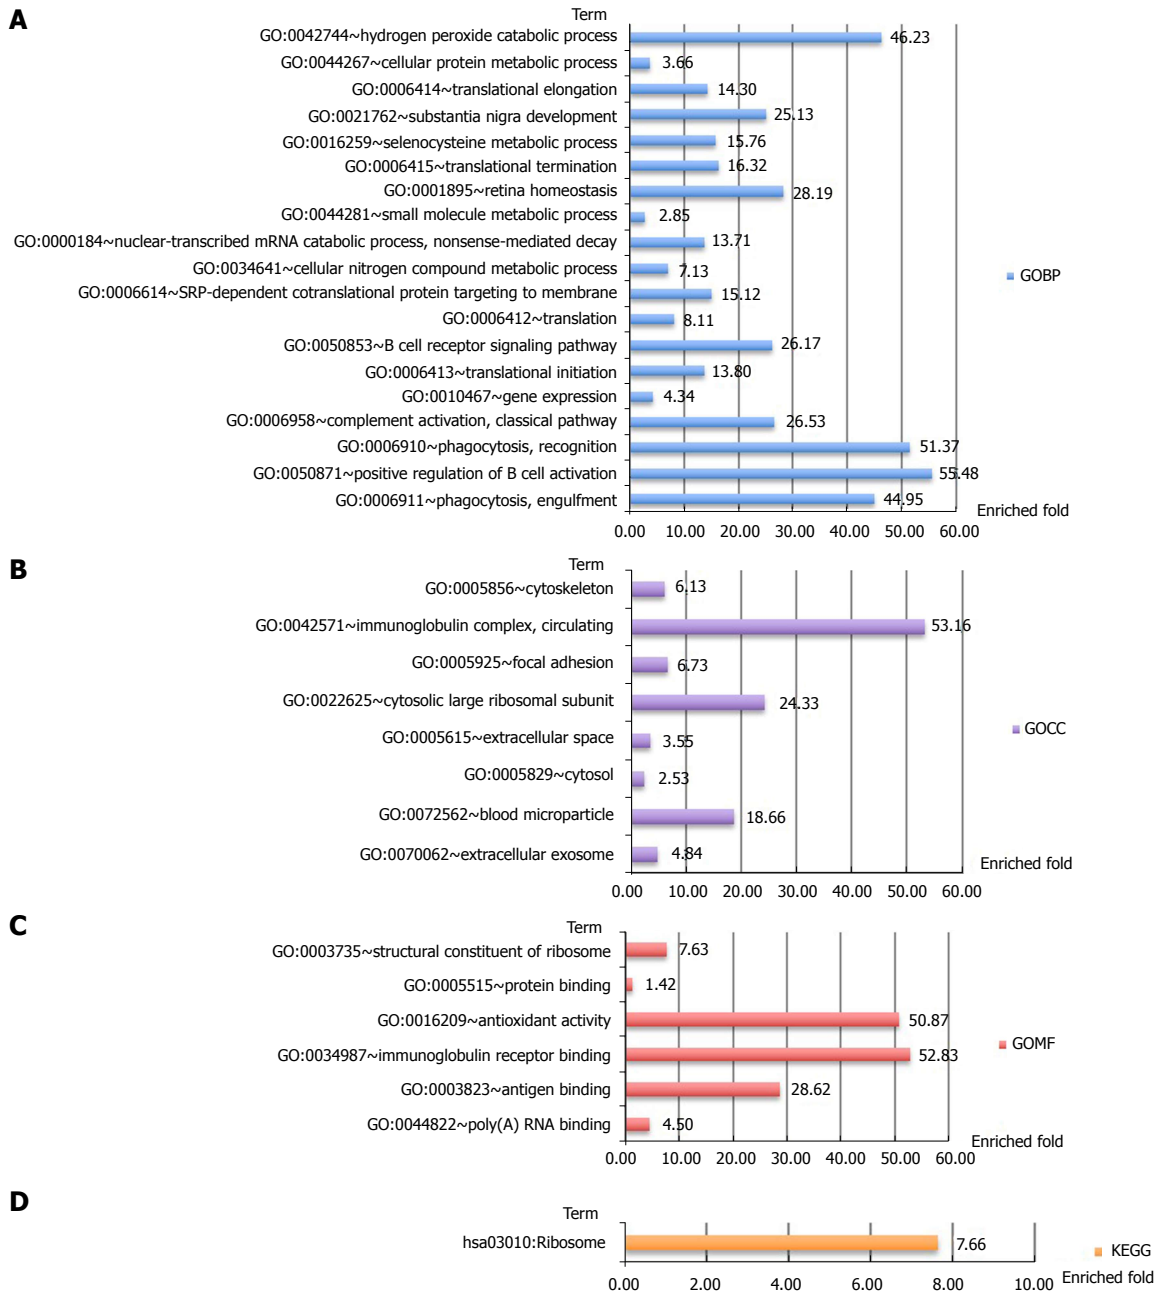 A
Term
GO:0042744~hydrogen peroxide catabolic process 46.23
GO:0044267~cellular protein metabolic process 3.66
GO:0006414~translational elongation 14.30
GO:0021762~substantia nigra development 25.13
GO:0016259~selenocysteine metabolic process 15.76
GO:0006415~translational termination 16.32
GO:0001895~retina homeostasis 28.19
GO:0044281~small molecule metabolic process 2.85
GO:0000184~nuclear-transcribed mRNA catabolic process, nonsense-mediated decay 13.71
GO:0034641~cellular nitrogen compound metabolic process 7.13
GOBP
GO:0006614~SRP-dependent cotranslational protein targeting to membrane 15.12
GO:0006412~translation 8.11
GO:0050853~B cell receptor signaling pathway 26.17
GO:0006413~translational initiation 13.80
GO:0010467~gene expression 4.34
GO:0006958~complement activation, classical pathway 26.53
GO:0006910~phagocytosis, recognition 51.37
GO:0050871~positive regulation of B cell activation 55.48
GO:0006911~phagocytosis, engulfment 44.95
Enriched fold
0.00 10.00 20.00 30.00 40.00 50.00 60.00
B
Term
GO:0005856~cytoskeleton 6.13
GO:0042571~immunoglobulin complex, circulating 53.16
GO:0005925~focal adhesion 6.73
GO:0022625~cytosolic large ribosomal subunit 24.33
GOCC
GO:0005615~extracellular space 3.55
GO:0005829~cytosol 2.53
GO:0072562~blood microparticle 18.66
GO:0070062~extracellular exosome 4.84
Enriched fold
0.00 10.00 20.00 30.00 40.00 50.00 60.00
C
Term
GO:0003735~structural constituent of ribosome 7.63
GO:0005515~protein binding 1.42
GO:0016209~antioxidant activity 50.87
GOMF
GO:0034987~immunoglobulin receptor binding 52.83
GO:0003823~antigen binding 28.62
GO:0044822~poly(A) RNA binding 4.50
Enriched fold
0.00 10.00 20.00 30.00 40.00 50.00 60.00
D
Term
hsa03010:Ribosome 7.66
KEGG
Enriched fold
0.00 2.00 4.00 6.00 8.00 10.00